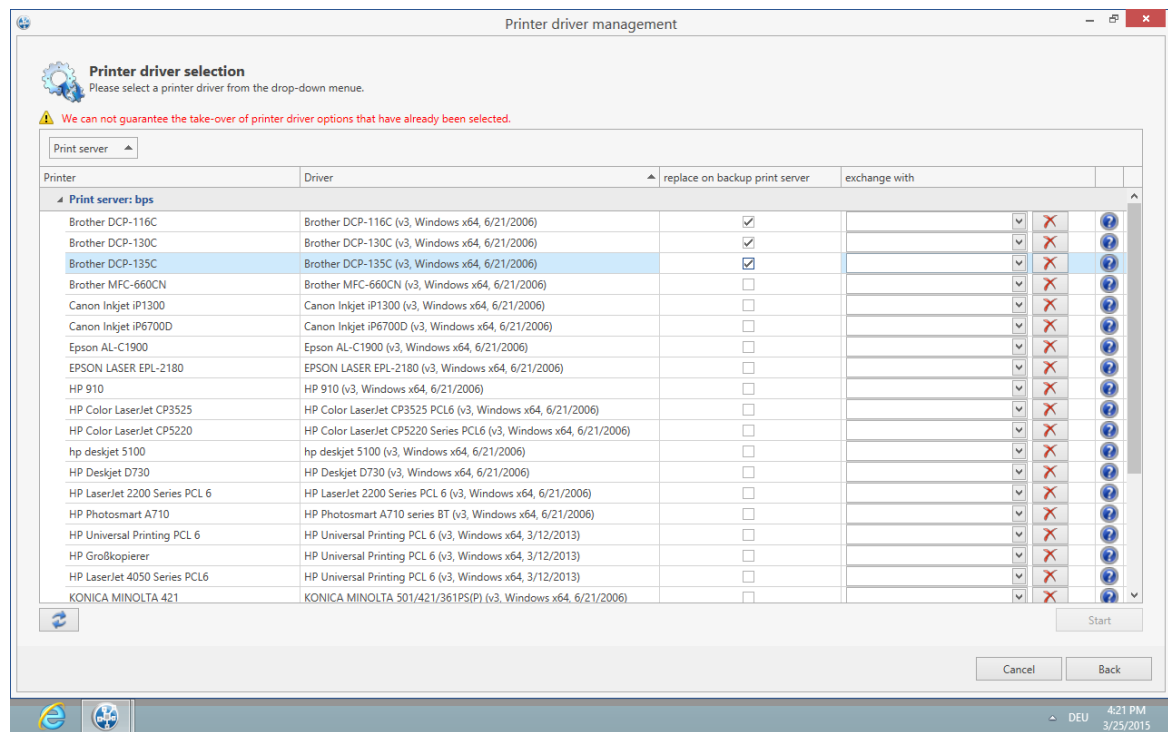 Printer driver management
Printer driver selection
Please select a printer driver from the drop-down menue.
We can not guarantee the take-over of printer driver options that have already been selected.
Print server
Printer Driver replace on backup print server exchange with
Print server: bps
Brother DCP-116C Brother DCP-116C (v3, Windows x64, 6/21/2006)
Brother DCP-130C Brother DCP-130C (v3, Windows x64, 6/21/2006)
Brother DCP-135C Brother DCP-135C (v3, Windows x64, 6/21/2006)
Brother MFC-660CN Brother MFC-660CN (v3, Windows x64, 6/21/2006)
Canon Inkjet iP1300 Canon Inkjet iP1300 (v3, Windows x64, 6/21/2006)
Canon Inkjet iP6700D Canon Inkjet iP6700D (v3, Windows x64, 6/21/2006)
Epson AL-C1900 Epson AL-C1900 (v3, Windows x64, 6/21/2006)
EPSON LASER EPL-2180 EPSON LASER EPL-2180 (v3, Windows x64, 6/21/2006)
HP 910 HP 910 (v3, Windows x64, 6/21/2006)
HP Color LaserJet CP3525 HP Color LaserJet CP3525 PCL6 (v3, Windows x64, 6/21/2006)
HP Color LaserJet CP5220 HP Color LaserJet CP5220 Series PCL6 (v3, Windows x64, 6/21/2006)
hp deskjet 5100 hp deskjet 5100 (v3, Windows x64, 6/21/2006)
HP Deskjet D730 HP Deskjet D730 (v3, Windows x64, 6/21/2006)
HP LaserJet 2200 Series PCL 6 HP LaserJet 2200 Series PCL 6 (v3, Windows x64, 6/21/2006)
HP Photosmart A710 HP Photosmart A710 series BT (v3, Windows x64, 6/21/2006)
HP Universal Printing PCL 6 HP Universal Printing PCL 6 (v3, Windows x64, 3/12/2013)
HP Großkopierer HP Universal Printing PCL 6 (v3, Windows x64, 3/12/2013)
HP LaserJet 4050 Series PCL6 HP Universal Printing PCL 6 (v3, Windows x64, 3/12/2013)
KONICA MINOLTA 421 KONICA MINOLTA 501/421/361PS(P) (v3, Windows x64, 6/21/2006)
Start
Cancel Back
DEU 4:21 PM
3/25/2015